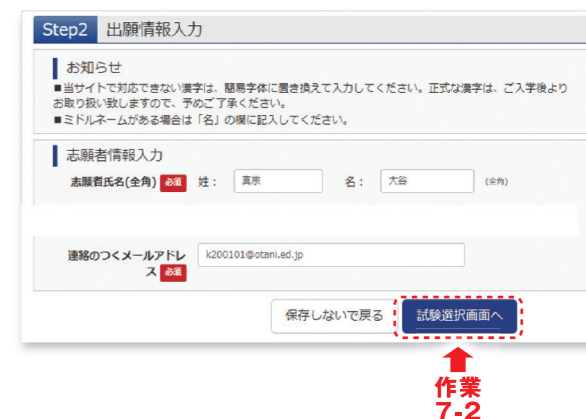 Step2 出願情報入力
お知らせ
■当サイトで対応できない漢字は、簡易字体に置き換えて入力してください。正式な漢字は、ご入学後より
お取り扱い致しますので、予めご了承ください。
■ミドルネームがある場合は「名」の欄に記入してください。
志願者情報入力
志願者氏名(全角) 必須 姓： 真宗 名： 大谷 (全角)
連絡のつくメールアドレ
ス 必須 k200101@otani.ed.jp
保存しないで戻る 試験選択画面へ
作業
7-2